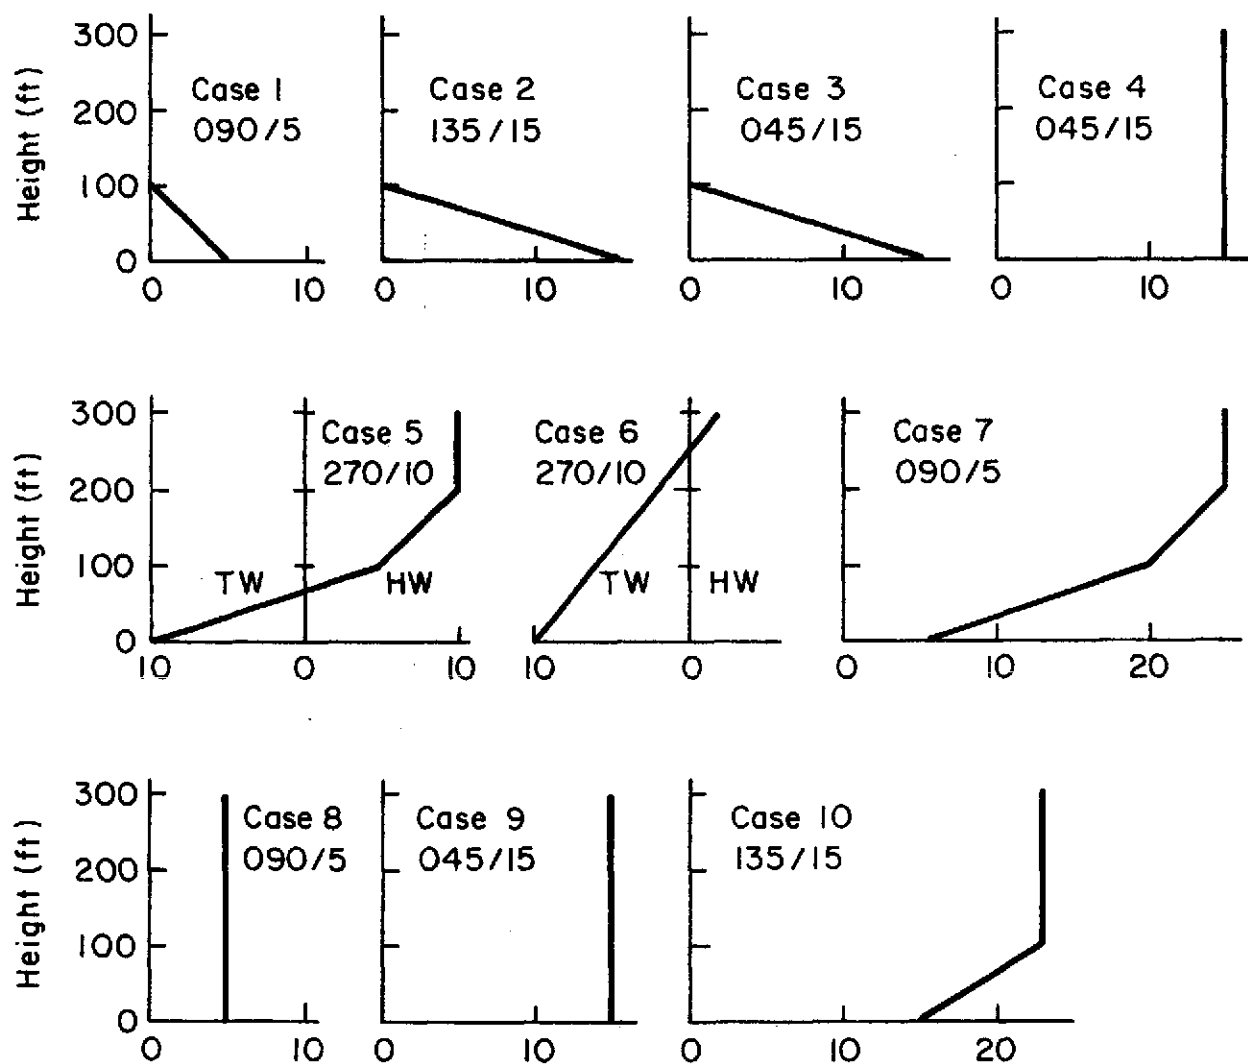 Height (ft)
300
200
100
0
Case 1
090/5
0 10
Case 2
135/15
0 10
Case 3
045/15
0 10
Case 4
045/15
0 10
Height (ft)
300
200
100
0
Case 5
270/10
TW HW
10 0 10
Case 6
270/10
TW HW
10 0
Case 7
090/5
0 10 20
Height (ft)
300
200
100
0
Case 8
090/5
0 10
Case 9
045/15
0 10
Case 10
135/15
0 10 20